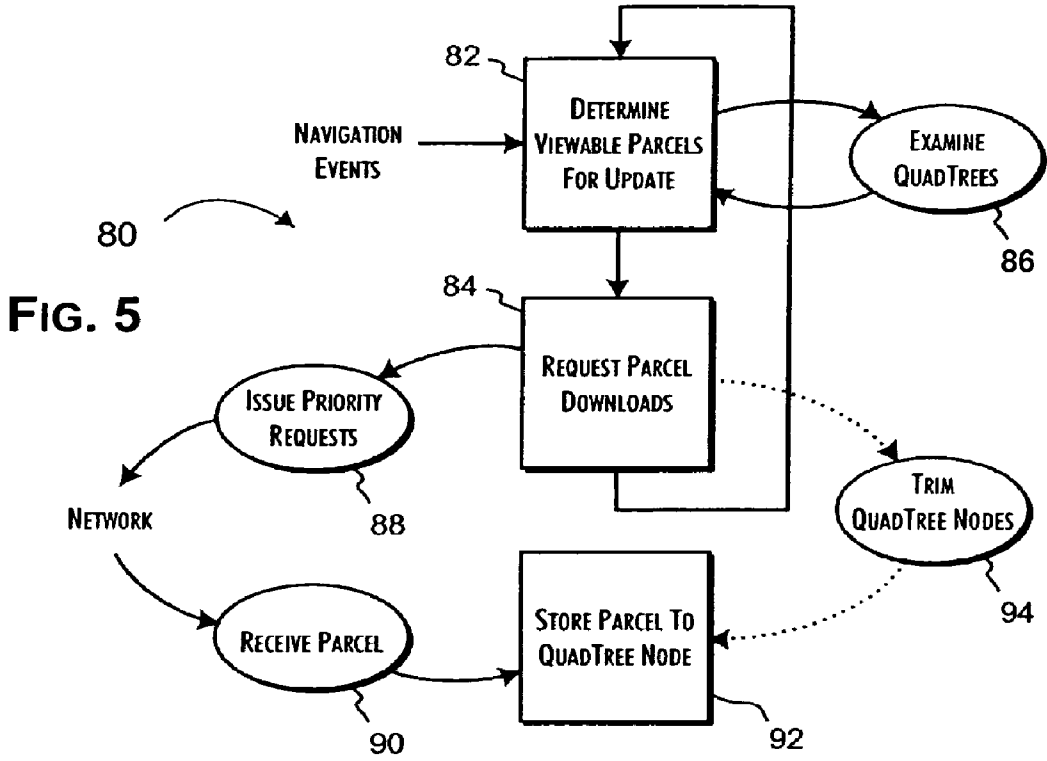 82
DETERMINE
VIEWABLE PARCELS
FOR UPDATE
NAVIGATION
EVENTS
EXAMINE
QUADTREES
86
80
FIG. 5
84
REQUEST PARCEL
DOWNLOADS
ISSUE PRIORITY
REQUESTS
88
NETWORK
TRIM
QUADTREE NODES
94
STORE PARCEL TO
QUADTREE NODE
92
RECEIVE PARCEL
90